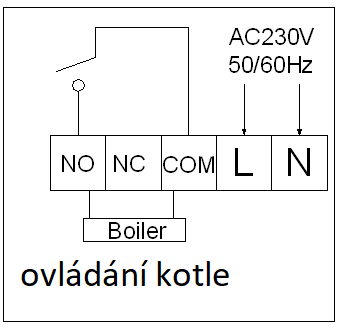 AC230V
50/60Hz
NO NC COM L N
Boiler
ovládání kotle